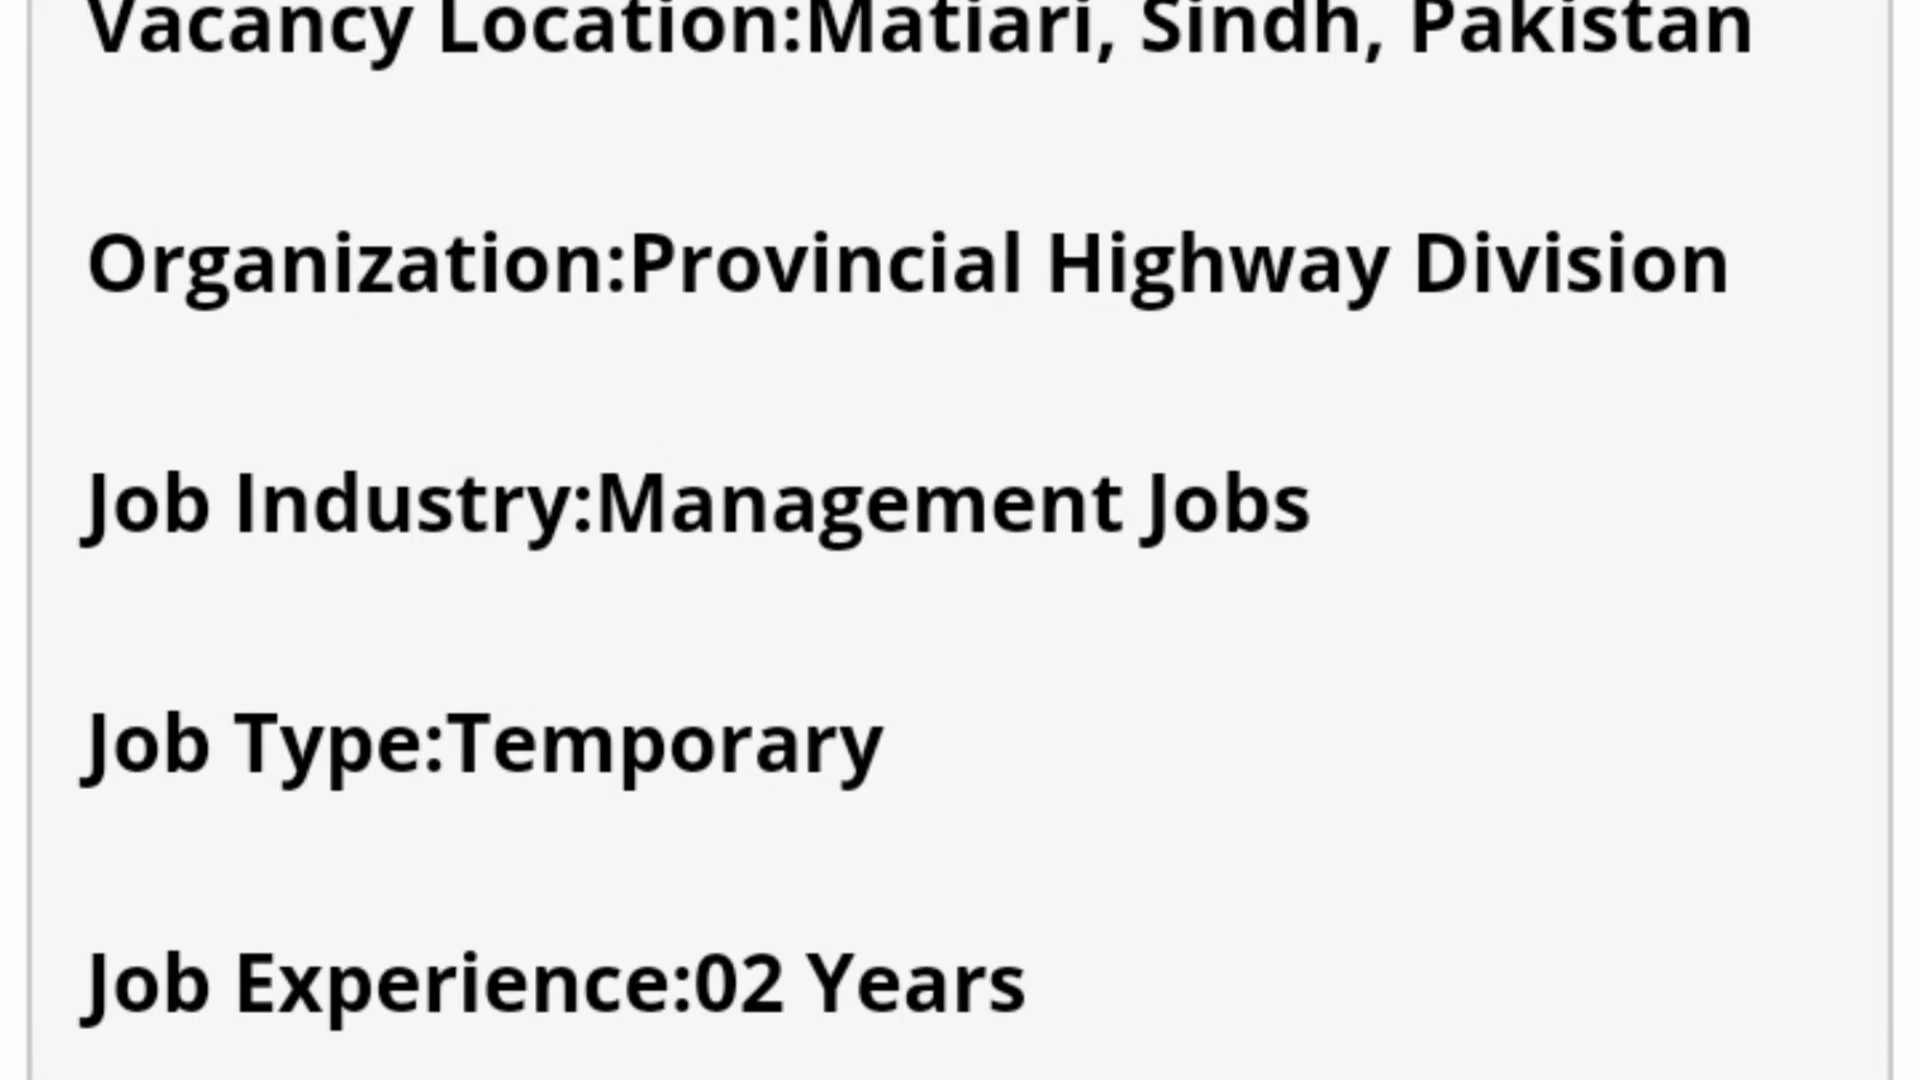 Vacancy Location:Matiari, Sindh, Pakistan
Organization:Provincial Highway Division
Job Industry:Management Jobs
Job Type:Temporary
Job Experience:02 Years